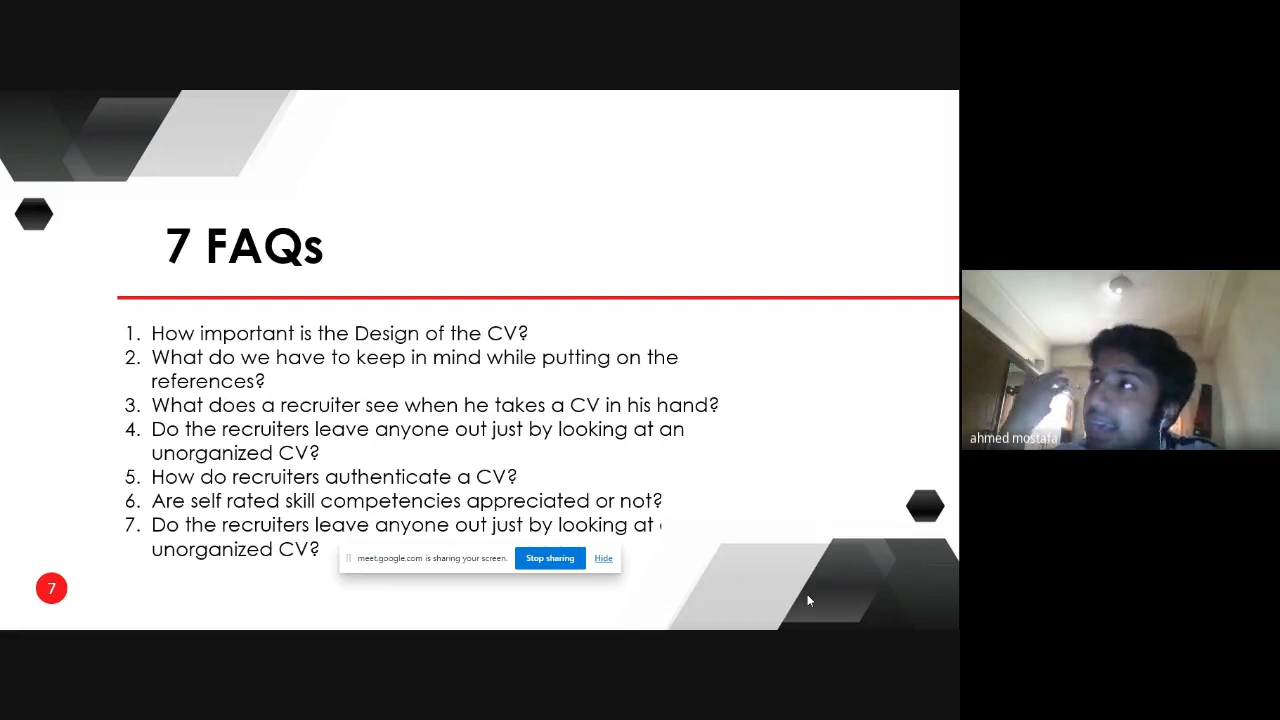 7 FAQs
1. How important is the Design of the CV?
2. What do we have to keep in mind while putting on the
references?
3. What does a recruiter see when he takes a CV in his hand?
4. Do the recruiters leave anyone out just by looking at an
unorganized CV?
5. How do recruiters authenticate a CV?
6. Are self rated skill competencies appreciated or not?
7. Do the recruiters leave anyone out just by looking at
unorganized CV?
meet.google.com is sharing your screen. Stop sharing Hide
7
ahmed mostafa